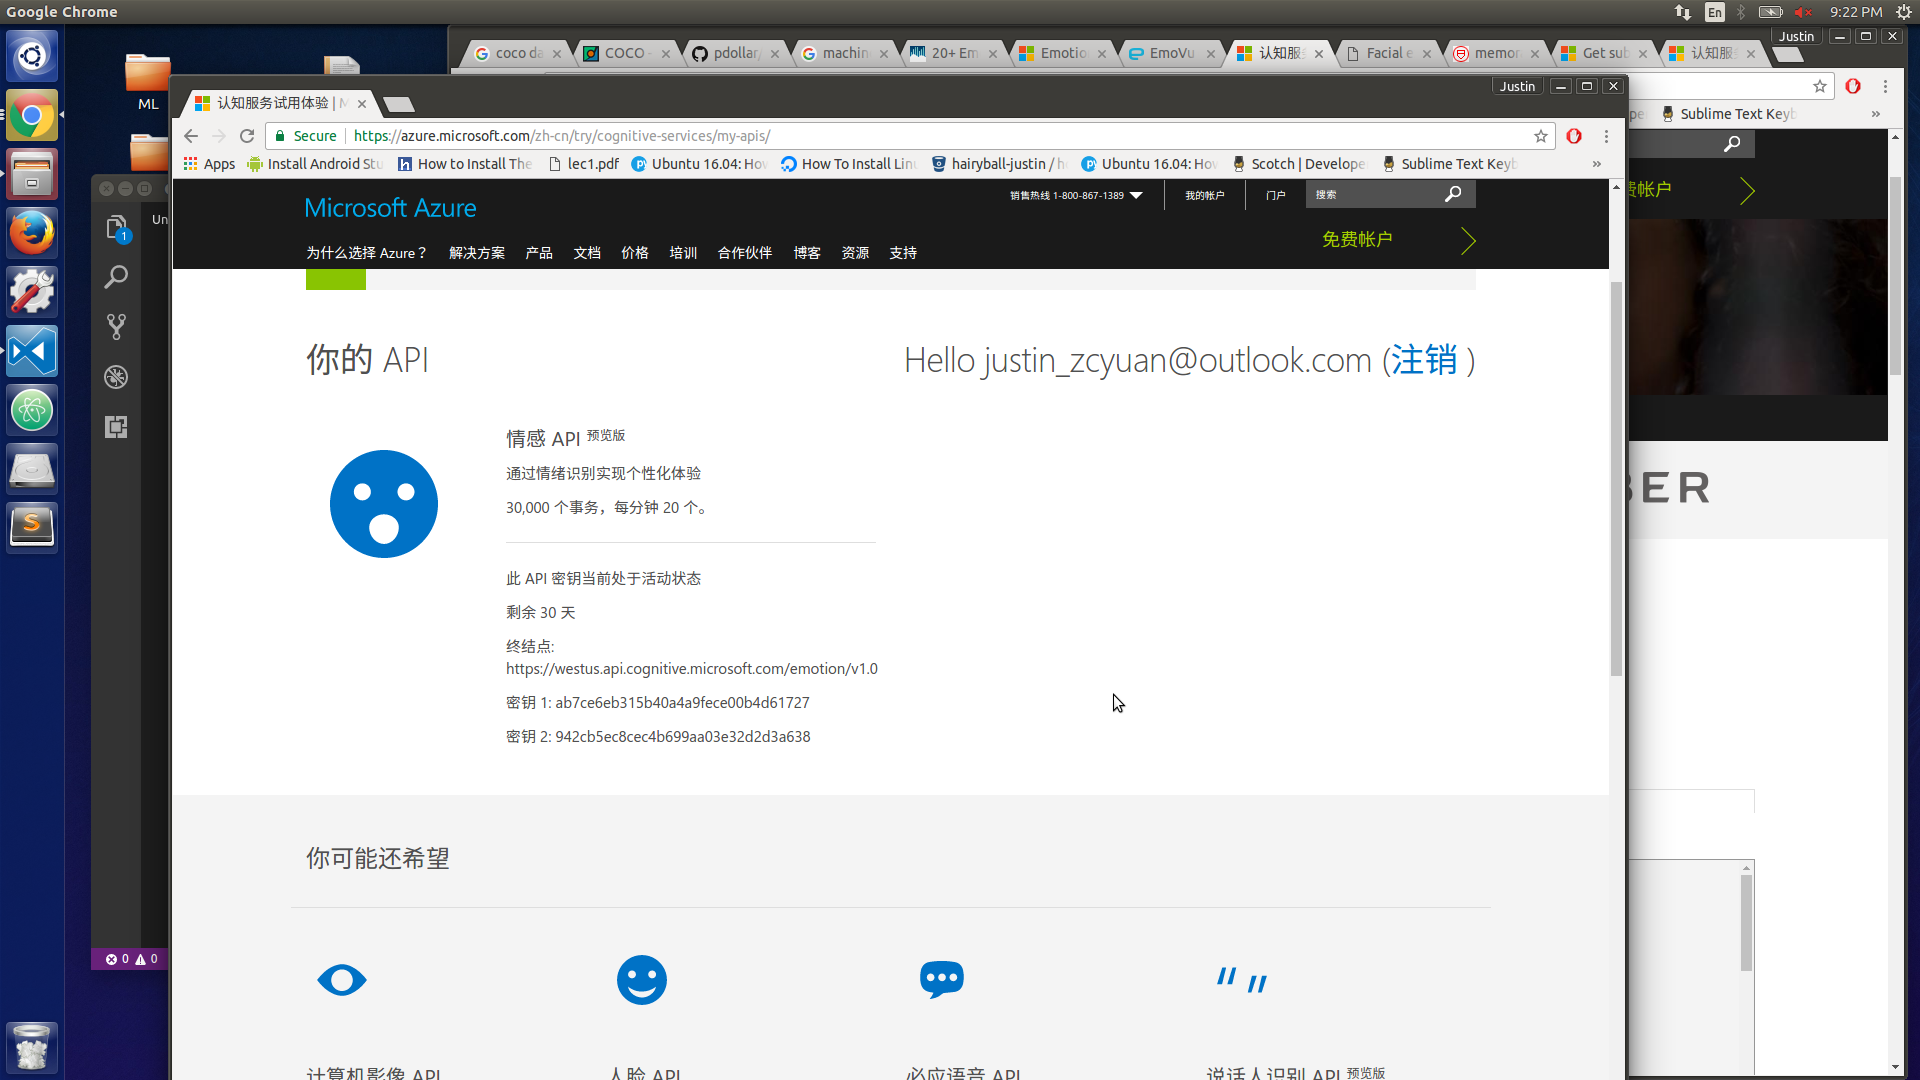 Google Chrome
En
9:22 PM
Justin
coco da
COCO
pdollar/
machin
20+ Em
Emotio
EmoVu
认知服
Facial e
memor
Get sub
认知服
ML
Justin
认知服务试用体验 | M
Secure
https://azure.microsoft.com/zh-cn/try/cognitive-services/my-apis/
Sublime Text Keyb
Apps
Install Android Stu
How to Install The
lec1.pdf
Ubuntu 16.04: How
How To Install Linu
hairyball-justin / h
Ubuntu 16.04: How
Scotch | Develope
Sublime Text Keyb
»
»
费帐户
Un
1
Microsoft Azure
销售热线 1-800-867-1389
我的帐户
门户
搜索
免费帐户
为什么选择 Azure？
解决方案
产品
文档
价格
培训
合作伙伴
博客
资源
支持
你的 API
Hello justin_zcyuan@outlook.com (注销 )
情感 API 预览版
通过情绪识别实现个性化体验
30,000 个事务，每分钟 20 个。
此 API 密钥当前处于活动状态
剩余 30 天
终结点:
https://westus.api.cognitive.microsoft.com/emotion/v1.0
密钥 1: ab7ce6eb315b40a4a9fece00b4d61727
密钥 2: 942cb5ec8cec4b699aa03e32d2d3a638
BER
你可能还希望
0
0
计算机影像 API
人脸 API
必应语音 API
说话人识别 API 预览版